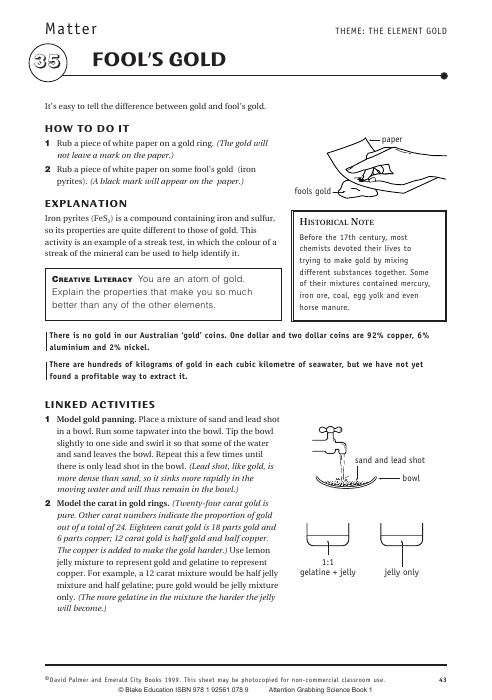 Matter
THEME: THE ELEMENT GOLD
35
FOOL'S GOLD
It's easy to tell the difference between gold and fool's gold.
HOW TO DO IT
1 Rub a piece of white paper on a gold ring. (The gold will
not leave a mark on the paper.)
2 Rub a piece of white paper on some fool's gold (iron
pyrites). (A black mark will appear on the paper.)
paper
fools gold
EXPLANATION
Iron pyrites (FeS2) is a compound containing iron and sulfur,
so its properties are quite different to those of gold. This
activity is an example of a streak test, in which the colour of a
streak of the mineral can be used to help identify it.
HISTORICAL NOTE
Before the 17th century, most
chemists devoted their lives to
trying to make gold by mixing
different substances together. Some
of their mixtures contained mercury,
iron ore, coal, egg yolk and even
horse manure.
CREATIVE LITERACY You are an atom of gold.
Explain the properties that make you so much
better than any of the other elements.
There is no gold in our Australian 'gold' coins. One dollar and two dollar coins are 92% copper, 6%
aluminium and 2% nickel.
There are hundreds of kilograms of gold in each cubic kilometre of seawater, but we have not yet
found a profitable way to extract it.
LINKED ACTIVITIES
1 Model gold panning. Place a mixture of sand and lead shot
in a bowl. Run some tapwater into the bowl. Tip the bowl
slightly to one side and swirl it so that some of the water
and sand leaves the bowl. Repeat this a few times until
there is only lead shot in the bowl. (Lead shot, like gold, is
more dense than sand, so it sinks more rapidly in the
moving water and will thus remain in the bowl.)
2 Model the carat in gold rings. (Twenty-four carat gold is
pure. Other carat numbers indicate the proportion of gold
out of a total of 24. Eighteen carat gold is 18 parts gold and
6 parts copper; 12 carat gold is half gold and half copper.
The copper is added to make the gold harder.) Use lemon
jelly mixture to represent gold and gelatine to represent
copper. For example, a 12 carat mixture would be half jelly
mixture and half gelatine; pure gold would be jelly mixture
only. (The more gelatine in the mixture the harder the jelly
will become.)
sand and lead shot
bowl
1:1
gelatine + jelly
jelly only
©David Palmer and Emerald City Books 1999. This sheet may be photocopied for non-commercial classroom use.
43
© Blake Education ISBN 978 1 92561 078 9 Attention Grabbing Science Book 1